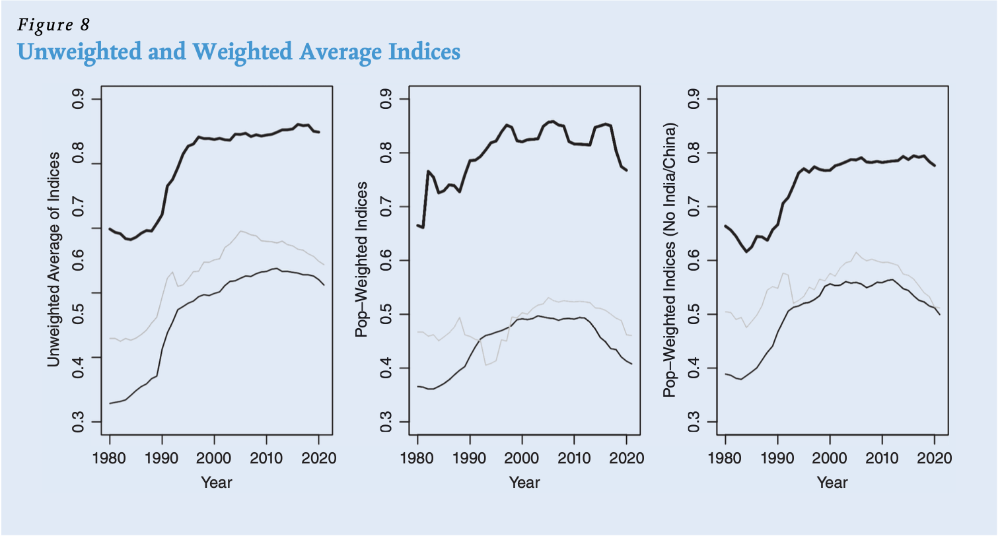 Figure 8
Unweighted and Weighted Average Indices
Unweighted Average of Indices
0.9
0.8
0.7
0.6
0.5
0.4
0.3
1980 1990 2000 2010 2020
Year
Pop–Weighted Indices
0.9
0.8
0.7
0.6
0.5
0.4
0.3
1980 1990 2000 2010 2020
Year
Pop–Weighted Indices (No India/China)
0.9
0.8
0.7
0.6
0.5
0.4
0.3
1980 1990 2000 2010 2020
Year